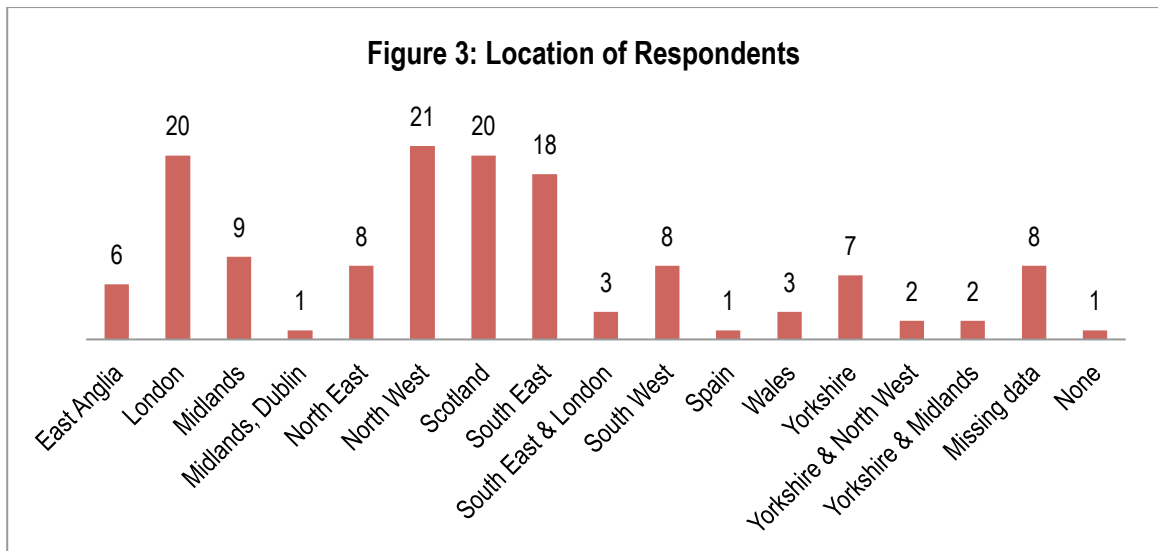 Figure 3: Location of Respondents
6
20
9
1
8
21
20
18
3
8
1
3
7
2
2
8
1
East Anglia
London
Midlands
Midlands, Dublin
North East
North West
Scotland
South East
South East & London
South West
Spain
Wales
Yorkshire
Yorkshire & North West
Yorkshire & Midlands
Missing data
None